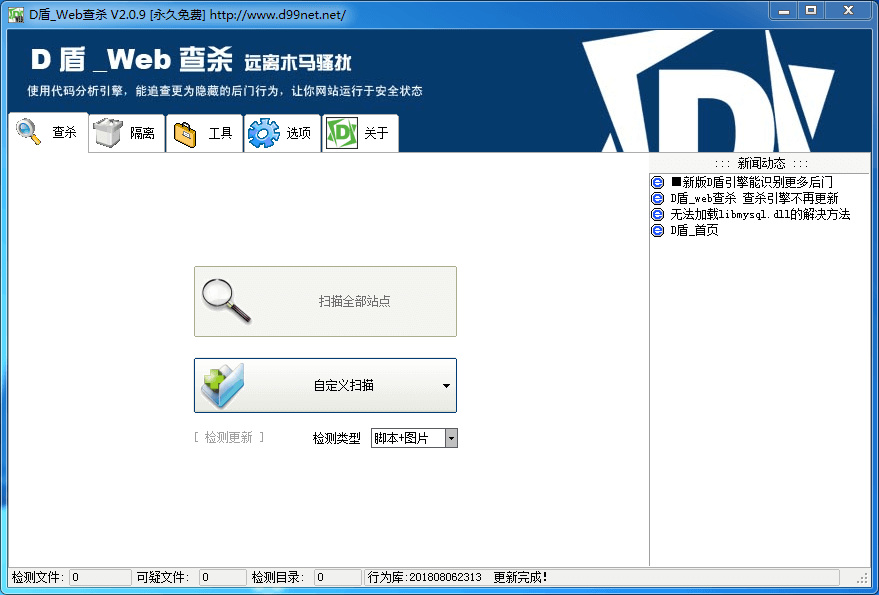 D盾_Web查杀 V2.0.9 [永久免费] http://www.d99net.net/
D 盾 _Web 查杀 远离木马骚扰
使用代码分析引擎，能追查更为隐藏的后门行为，让你网站运行于安全状态
查杀 隔离 工具 选项 关于
::: 新闻动态 :::
■新版D盾引擎能识别更多后门
D盾_web查杀 查杀引擎不再更新
无法加载libmysql.dll的解决方法
D盾_首页
扫描全部站点
自定义扫描
[ 检测更新 ] 检测类型 脚本+图片
检测文件: 0 可疑文件: 0 检测目录: 0 行为库:201808062313 更新完成!